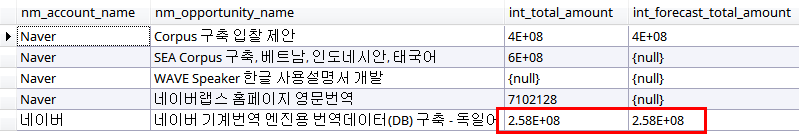 nm_account_name nm_opportunity_name int_total_amount int_forecast_total_amount
Naver Corpus 구축 입찰 제안 4E+08 4E+08
Naver SEA Corpus 구축, 베트남, 인도네시안, 태국어 6E+08 {null}
Naver WAVE Speaker 한글 사용설명서 개발 {null} {null}
Naver 네이버랩스 홈페이지 영문번역 7102128 {null}
네이버 네이버 기계번역 엔진용 번역데이터(DB) 구축 - 독일어 2.58E+08 2.58E+08